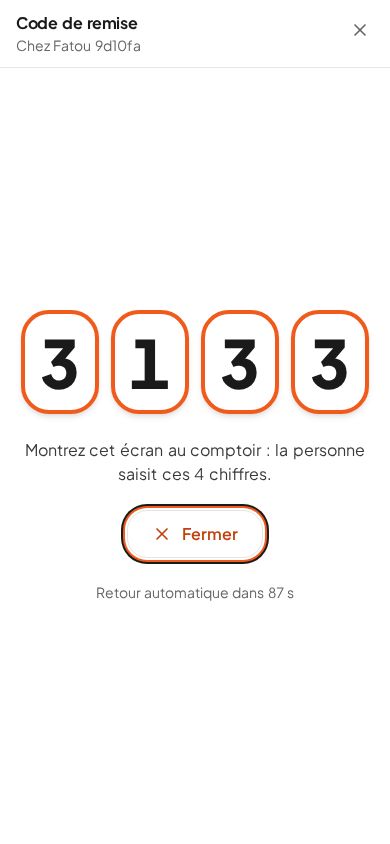 Code de remise
Chez Fatou 9d10fa
3 1 3 3
Montrez cet écran au comptoir : la personne
saisit ces 4 chiffres.
Fermer
Retour automatique dans 87 s